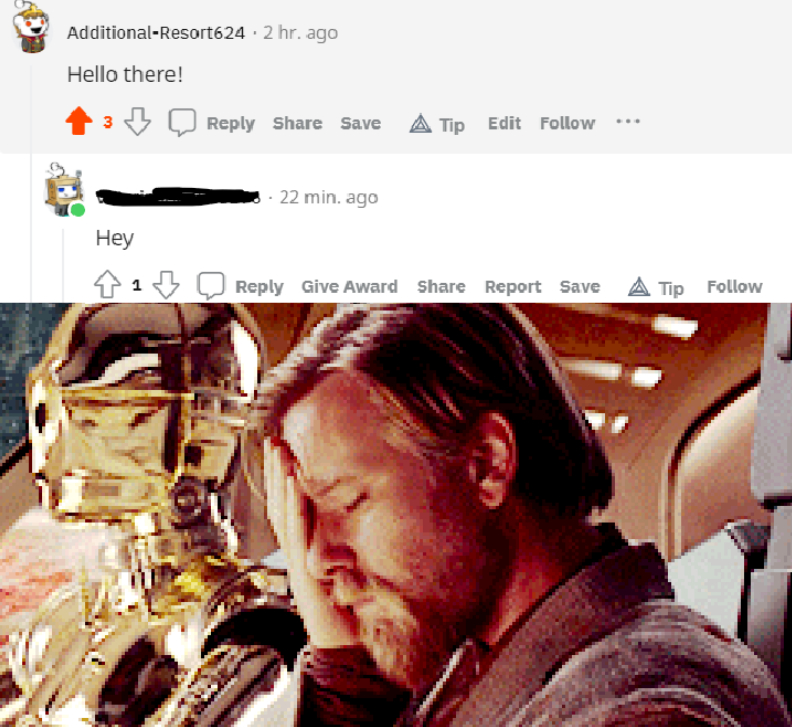 Additional-Resort624 · 2 hr. ago
Hello there!
3 Reply Share Save Tip Edit Follow ...
· 22 min. ago
Hey
1 Reply Give Award Share Report Save Tip Follow